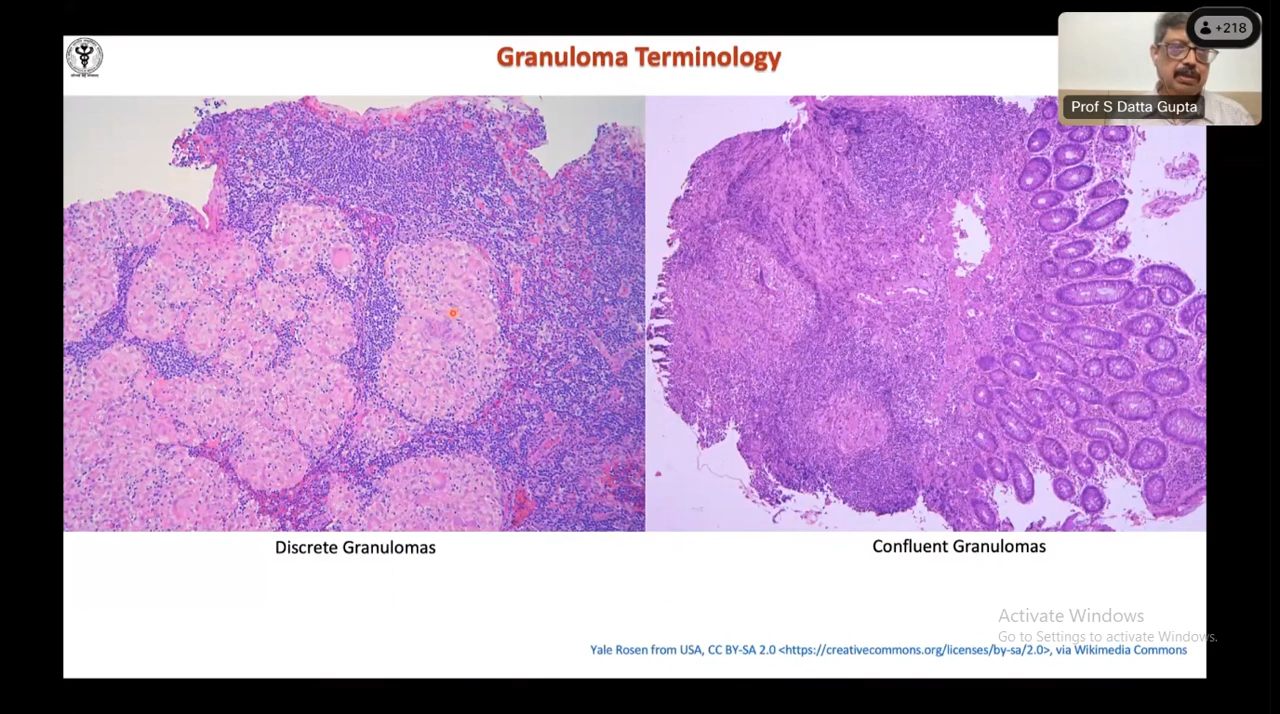 Granuloma Terminology
+218
Prof S Datta Gupta
Discrete Granulomas
Confluent Granulomas
Activate Windows
Go to Settings to activate Windows.
Yale Rosen from USA, CC BY-SA 2.0 <https://creativecommons.org/licenses/by-sa/2.0>, via Wikimedia Commons